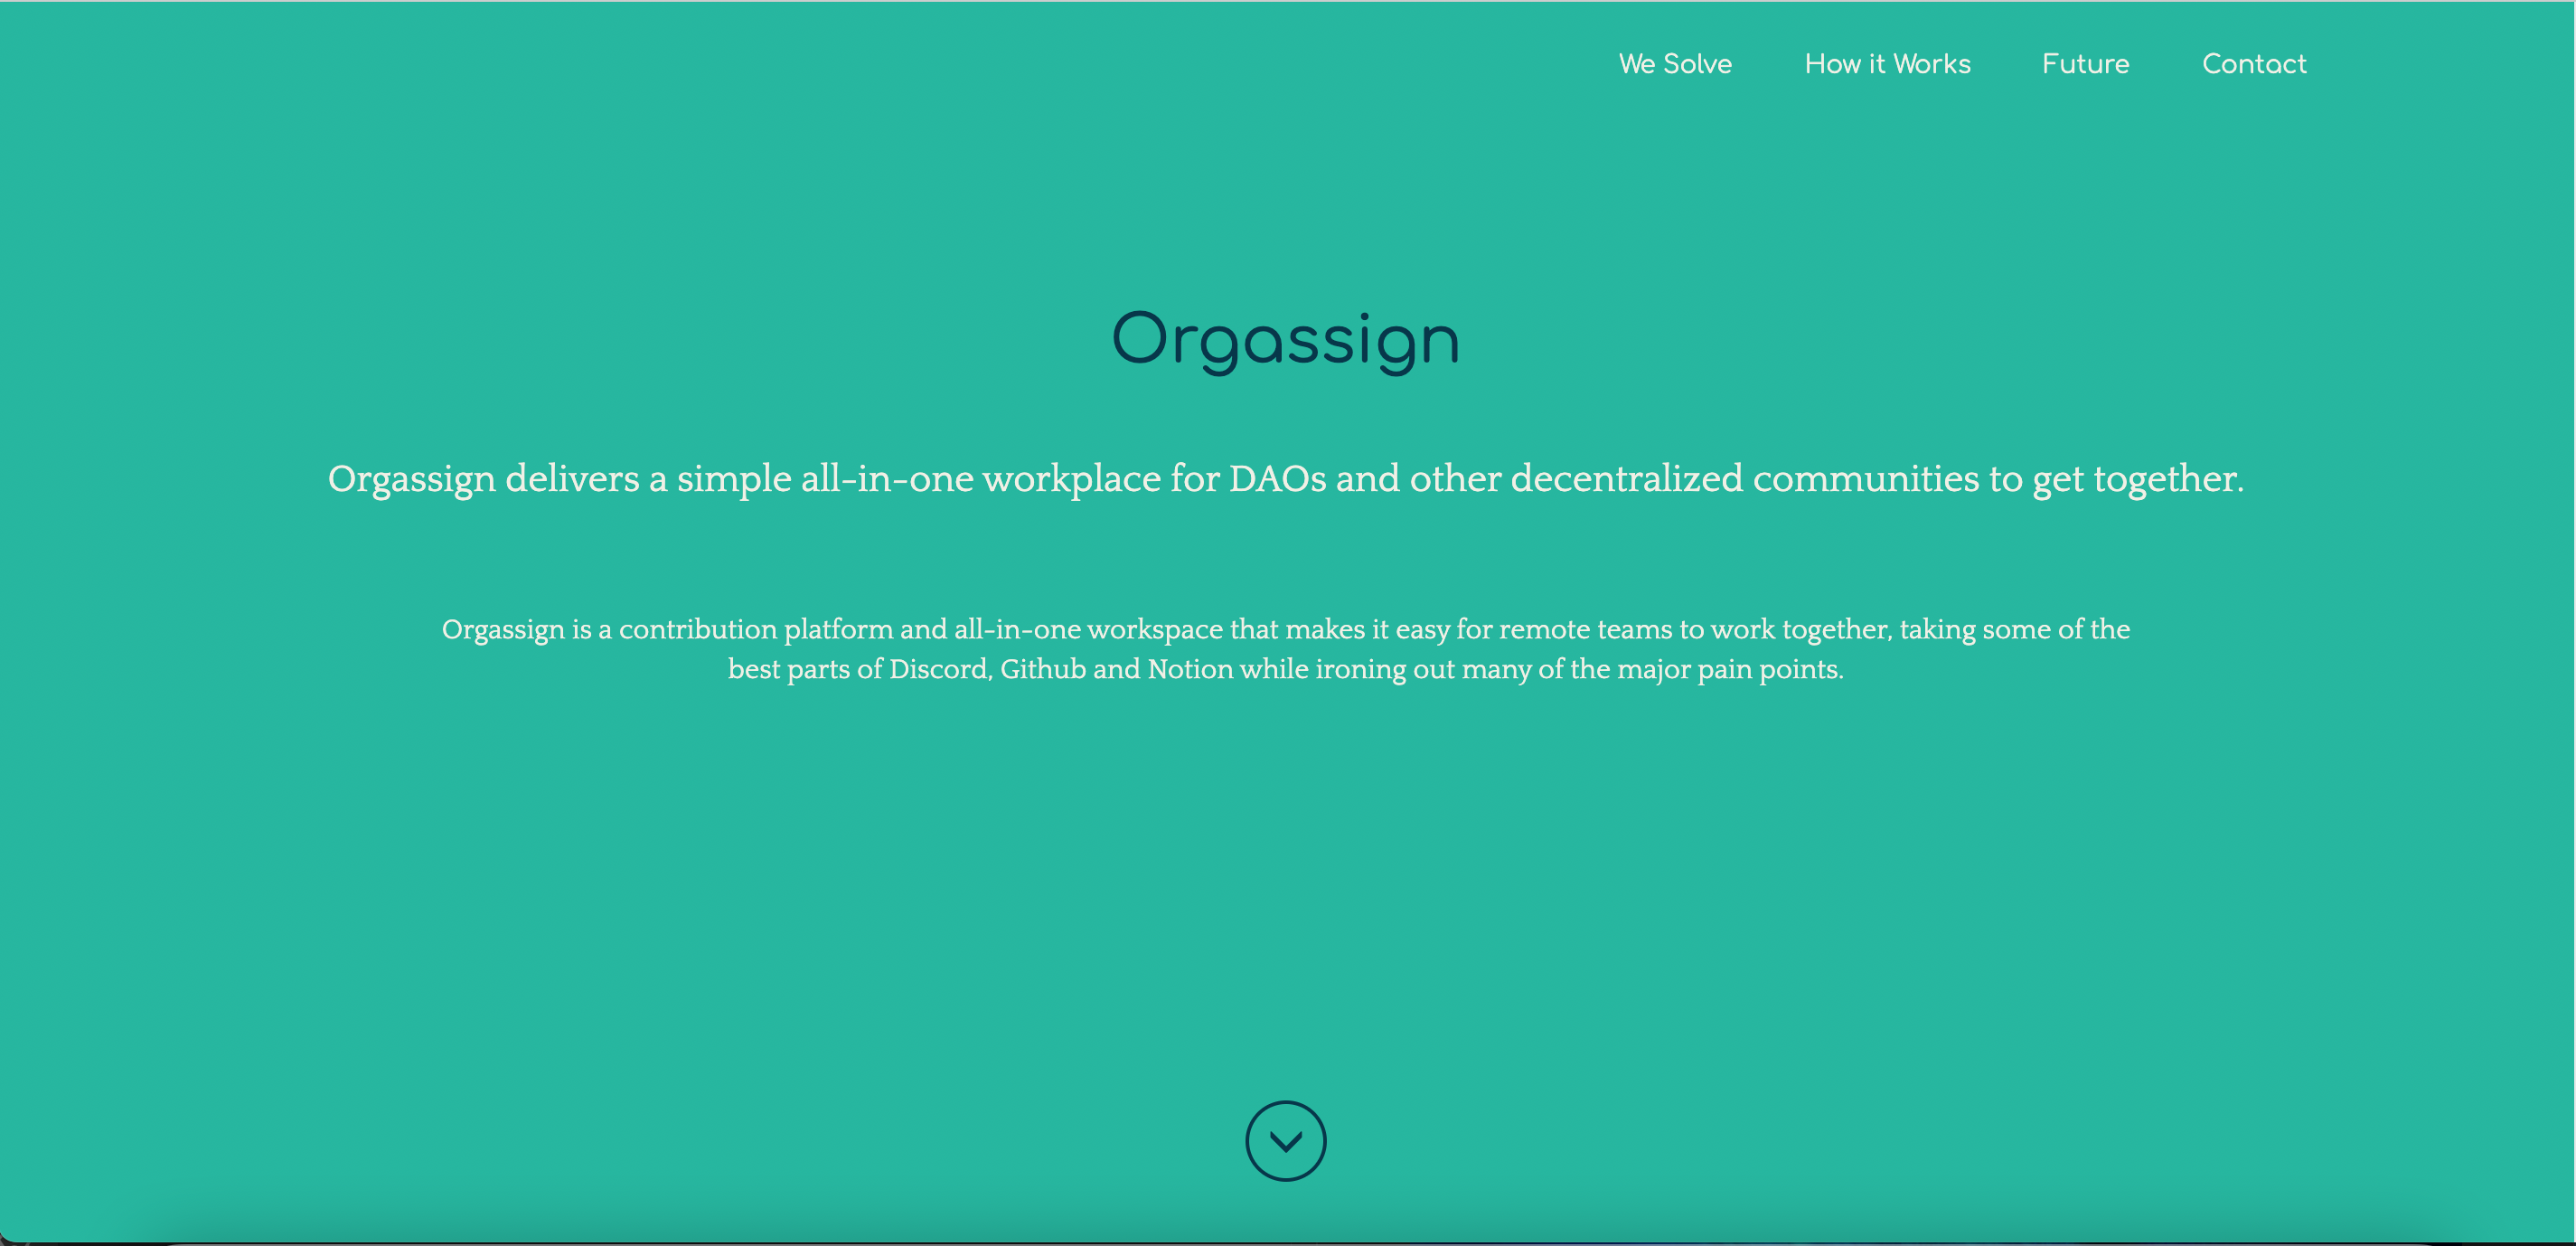 We Solve How it Works Future Contact
Orgassign
Orgassign delivers a simple all-in-one workplace for DAOs and other decentralized communities to get together.
Orgassign is a contribution platform and all-in-one workspace that makes it easy for remote teams to work together, taking some of the
best parts of Discord, Github and Notion while ironing out many of the major pain points.